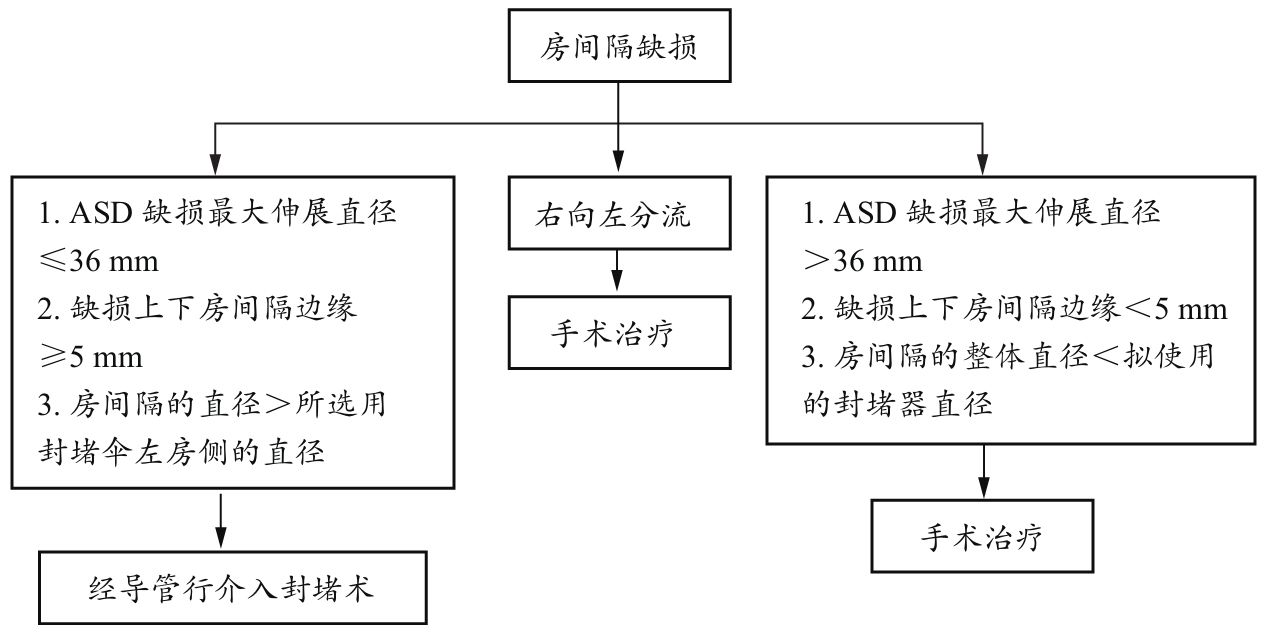 房间隔缺损
1. ASD 缺损最大伸展直径
≤36 mm
2. 缺损上下房间隔边缘
≥5 mm
3. 房间隔的直径＞所选用
封堵伞左房侧的直径
经导管行介入封堵术
右向左分流
手术治疗
1. ASD 缺损最大伸展直径
＞36 mm
2. 缺损上下房间隔边缘＜5 mm
3. 房间隔的整体直径＜拟使用
的封堵器直径
手术治疗